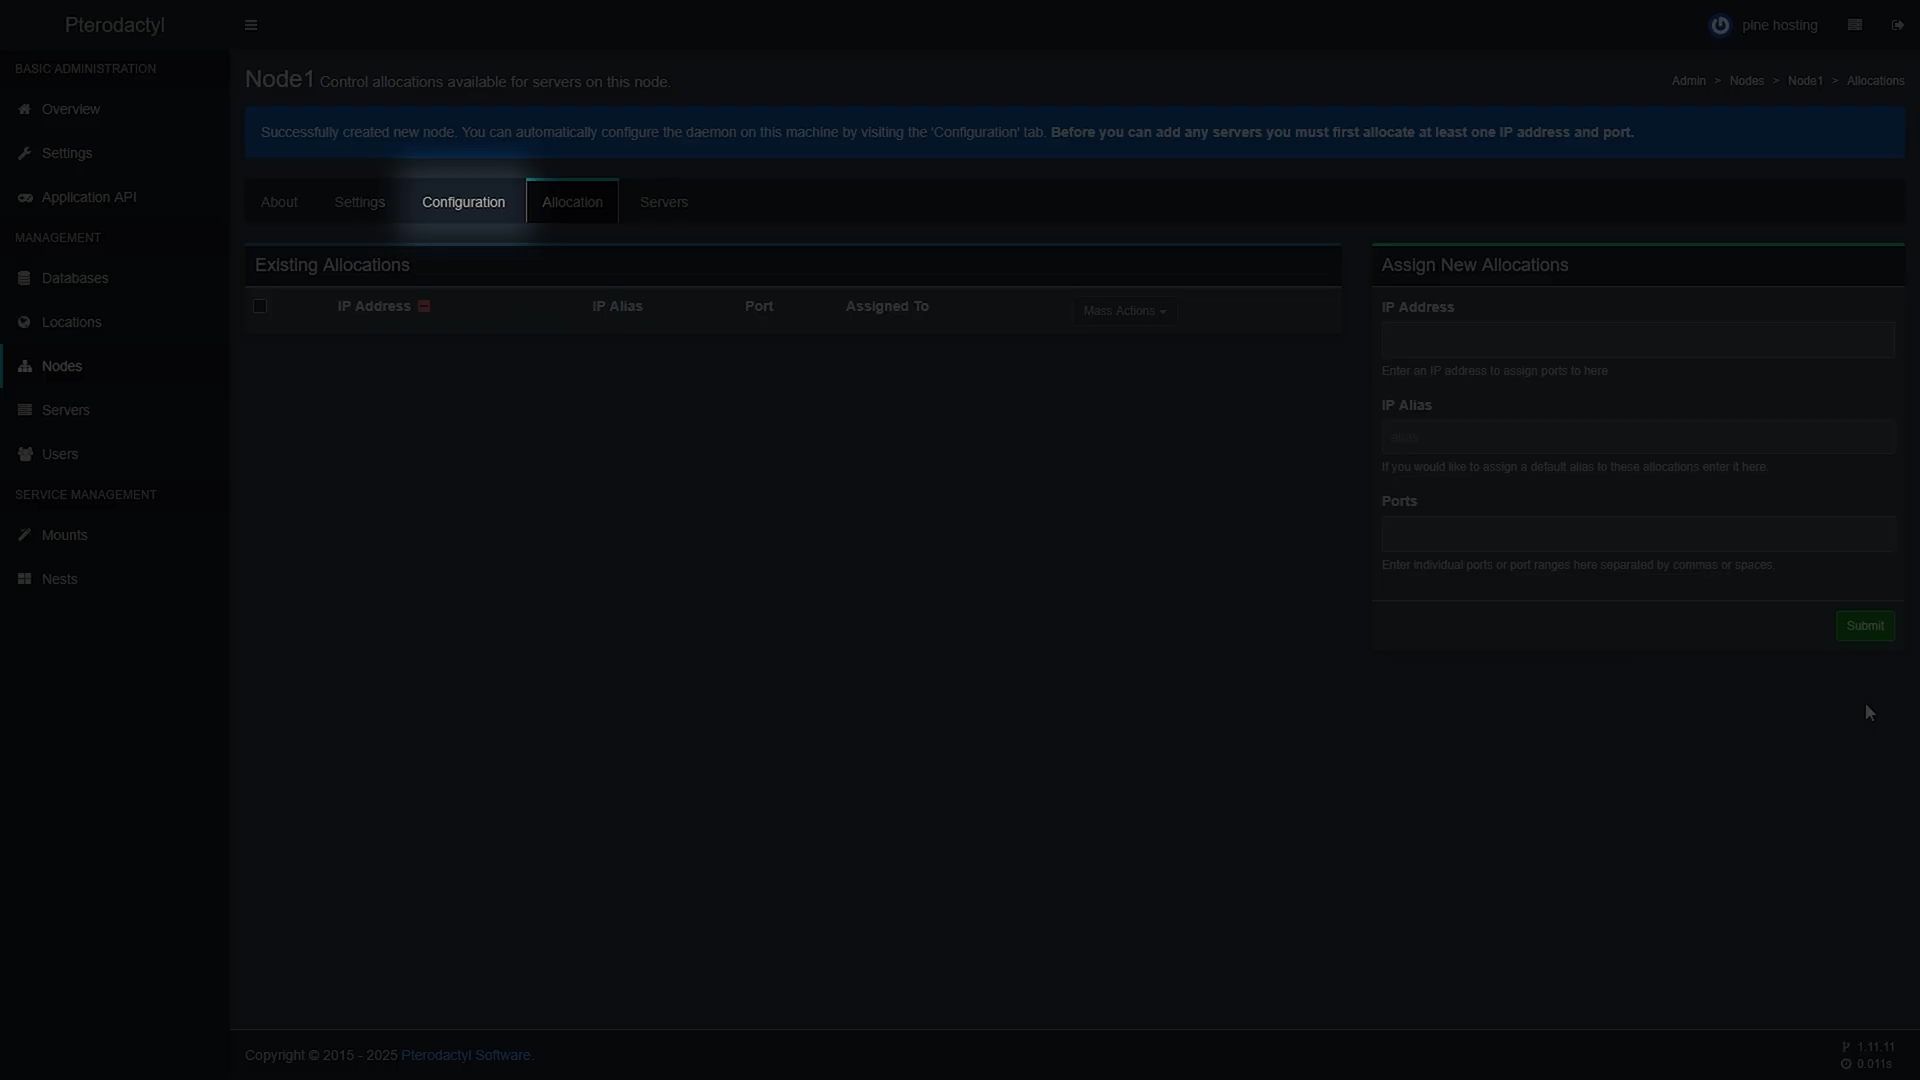 Pterodactyl
pine hosting
BASIC ADMINISTRATION
Overview
Settings
Application API
MANAGEMENT
Databases
Locations
Nodes
Servers
Users
SERVICE MANAGEMENT
Mounts
Nests
Node1 Control allocations available for servers on this node.
Admin > Nodes > Node1 > Allocations
Successfully created new node. You can automatically configure the daemon on this machine by visiting the 'Configuration' tab. Before you can add any servers you must first allocate at least one IP address and port.
About Settings Configuration Allocation Servers
Existing Allocations
IP Address IP Alias Port Assigned To Mass Actions
Assign New Allocations
IP Address
Enter an IP address to assign ports to here
IP Alias
alias
If you would like to assign a default alias to these allocations enter it here.
Ports
Enter individual ports or port ranges here separated by commas or spaces.
Submit
Copyright © 2015 - 2025 Pterodactyl Software.
1.11.11
0.011s